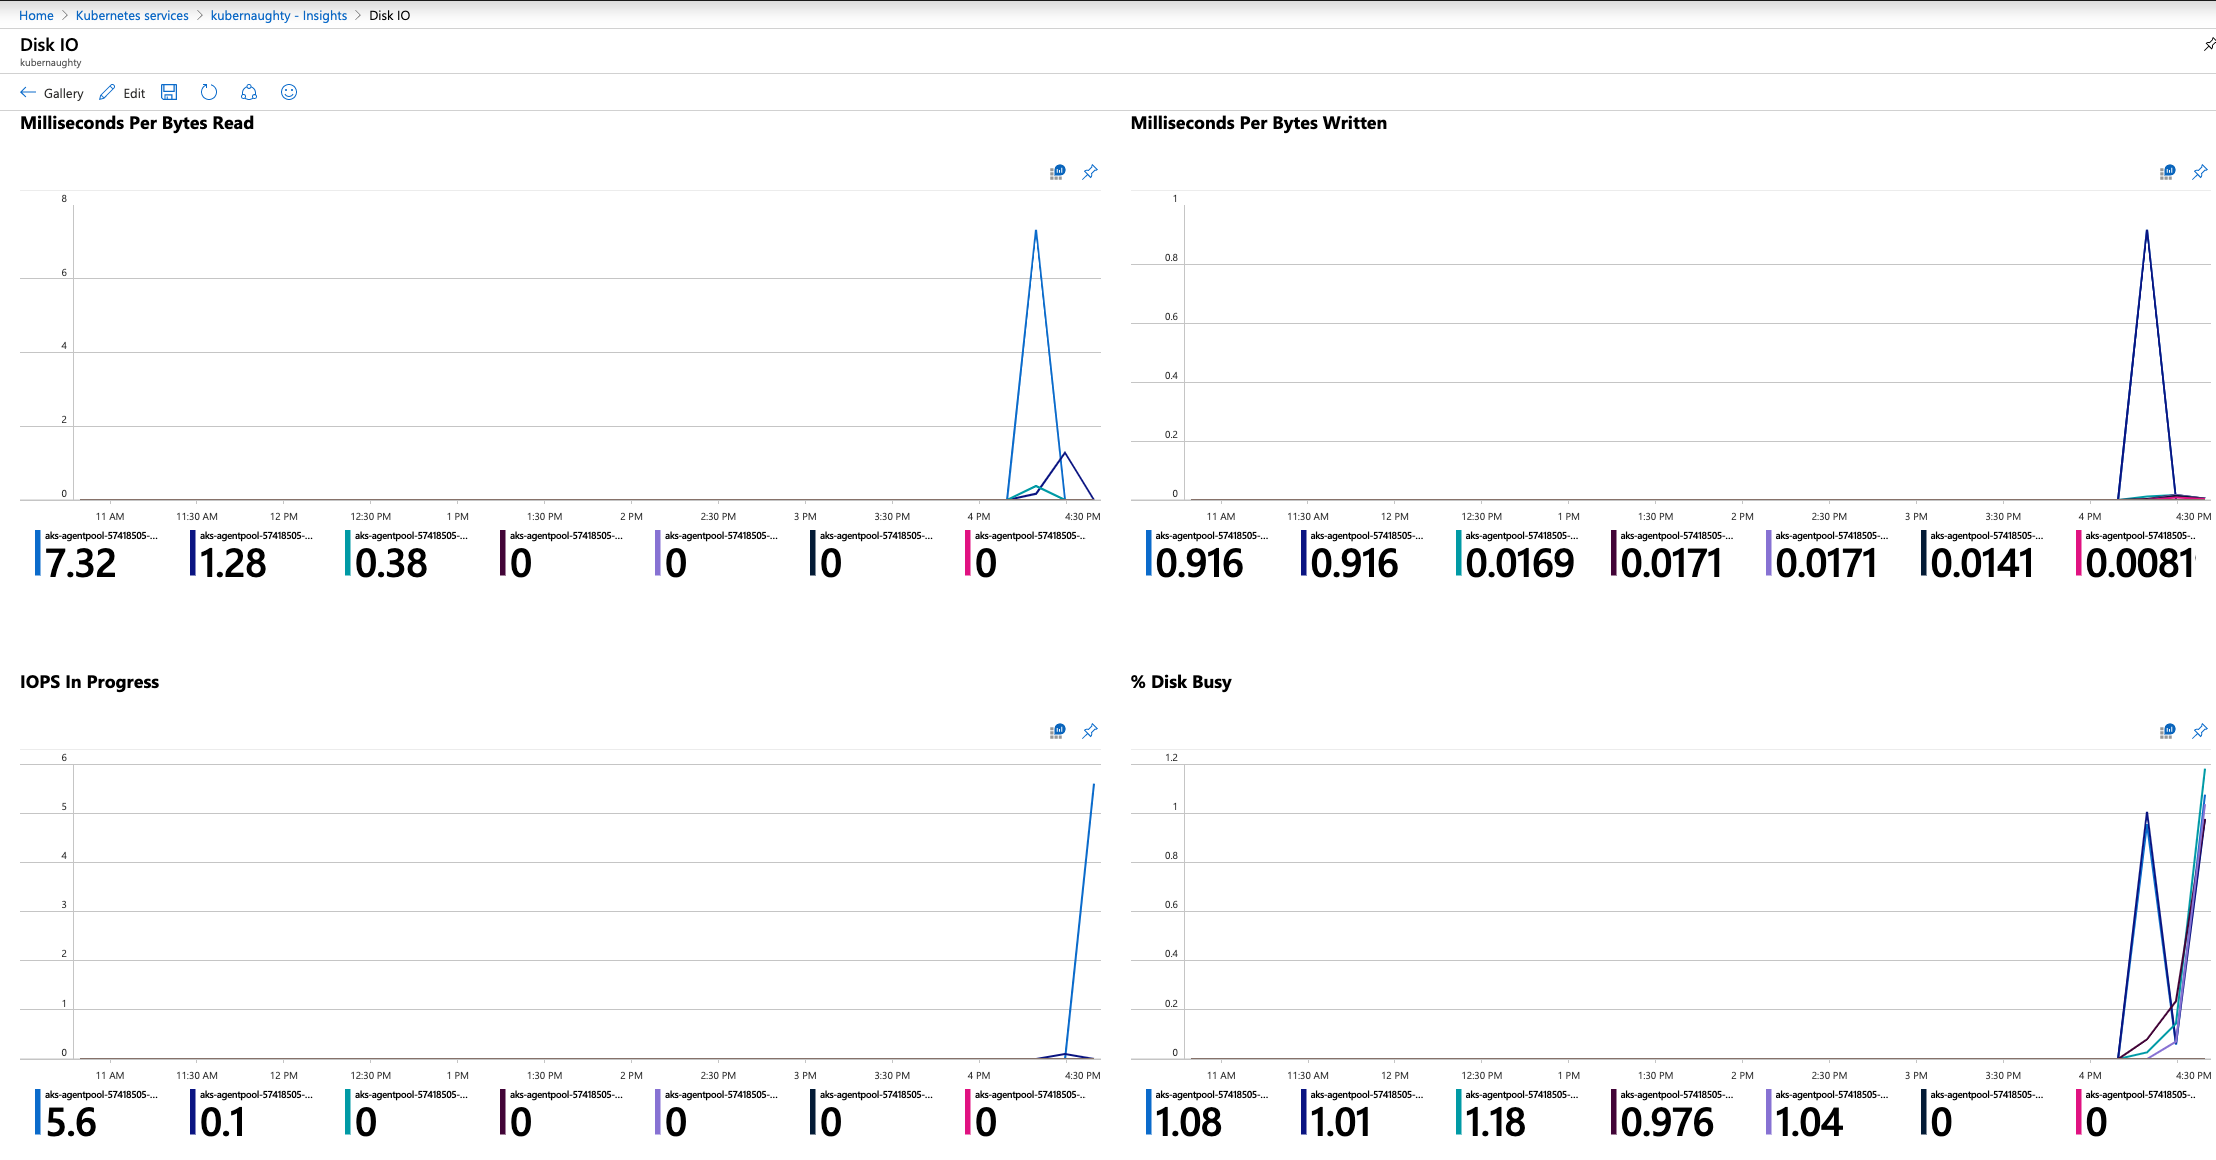 Home > Kubernetes services > kubernaughty - Insights > Disk IO
Disk IO
kubernaughty
Gallery Edit
Milliseconds Per Bytes Read
8
6
4
2
0
11 AM 11:30 AM 12 PM 12:30 PM 1 PM 1:30 PM 2 PM 2:30 PM 3 PM 3:30 PM 4 PM 4:30 PM
aks-agentpool-57418505-... aks-agentpool-57418505-... aks-agentpool-57418505-... aks-agentpool-57418505-... aks-agentpool-57418505-... aks-agentpool-57418505-... aks-agentpool-57418505-..
7.32 1.28 0.38 0 0 0 0
Milliseconds Per Bytes Written
1
0.8
0.6
0.4
0.2
0
11 AM 11:30 AM 12 PM 12:30 PM 1 PM 1:30 PM 2 PM 2:30 PM 3 PM 3:30 PM 4 PM 4:30 PM
aks-agentpool-57418505-... aks-agentpool-57418505-... aks-agentpool-57418505-... aks-agentpool-57418505-... aks-agentpool-57418505-... aks-agentpool-57418505-... aks-agentpool-57418505-..
0.916 0.916 0.0169 0.0171 0.0171 0.0141 0.0081
IOPS In Progress
6
5
4
3
2
1
0
11 AM 11:30 AM 12 PM 12:30 PM 1 PM 1:30 PM 2 PM 2:30 PM 3 PM 3:30 PM 4 PM 4:30 PM
aks-agentpool-57418505-... aks-agentpool-57418505-... aks-agentpool-57418505-... aks-agentpool-57418505-... aks-agentpool-57418505-... aks-agentpool-57418505-... aks-agentpool-57418505-..
5.6 0.1 0 0 0 0 0
% Disk Busy
1.2
1
0.8
0.6
0.4
0.2
0
11 AM 11:30 AM 12 PM 12:30 PM 1 PM 1:30 PM 2 PM 2:30 PM 3 PM 3:30 PM 4 PM 4:30 PM
aks-agentpool-57418505-... aks-agentpool-57418505-... aks-agentpool-57418505-... aks-agentpool-57418505-... aks-agentpool-57418505-... aks-agentpool-57418505-... aks-agentpool-57418505-..
1.08 1.01 1.18 0.976 1.04 0 0